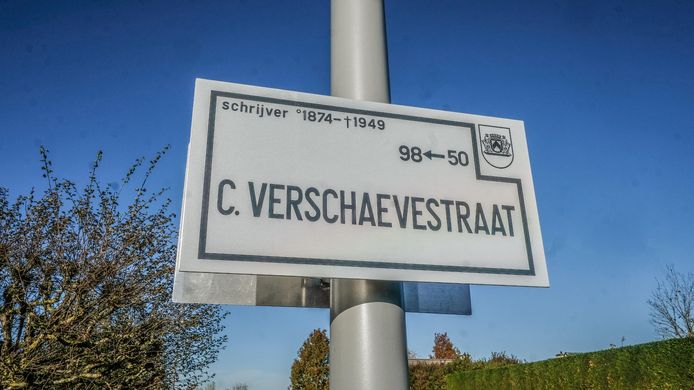 schrijver °1874-†1949
98←50
C. VERSCHAEVESTRAAT